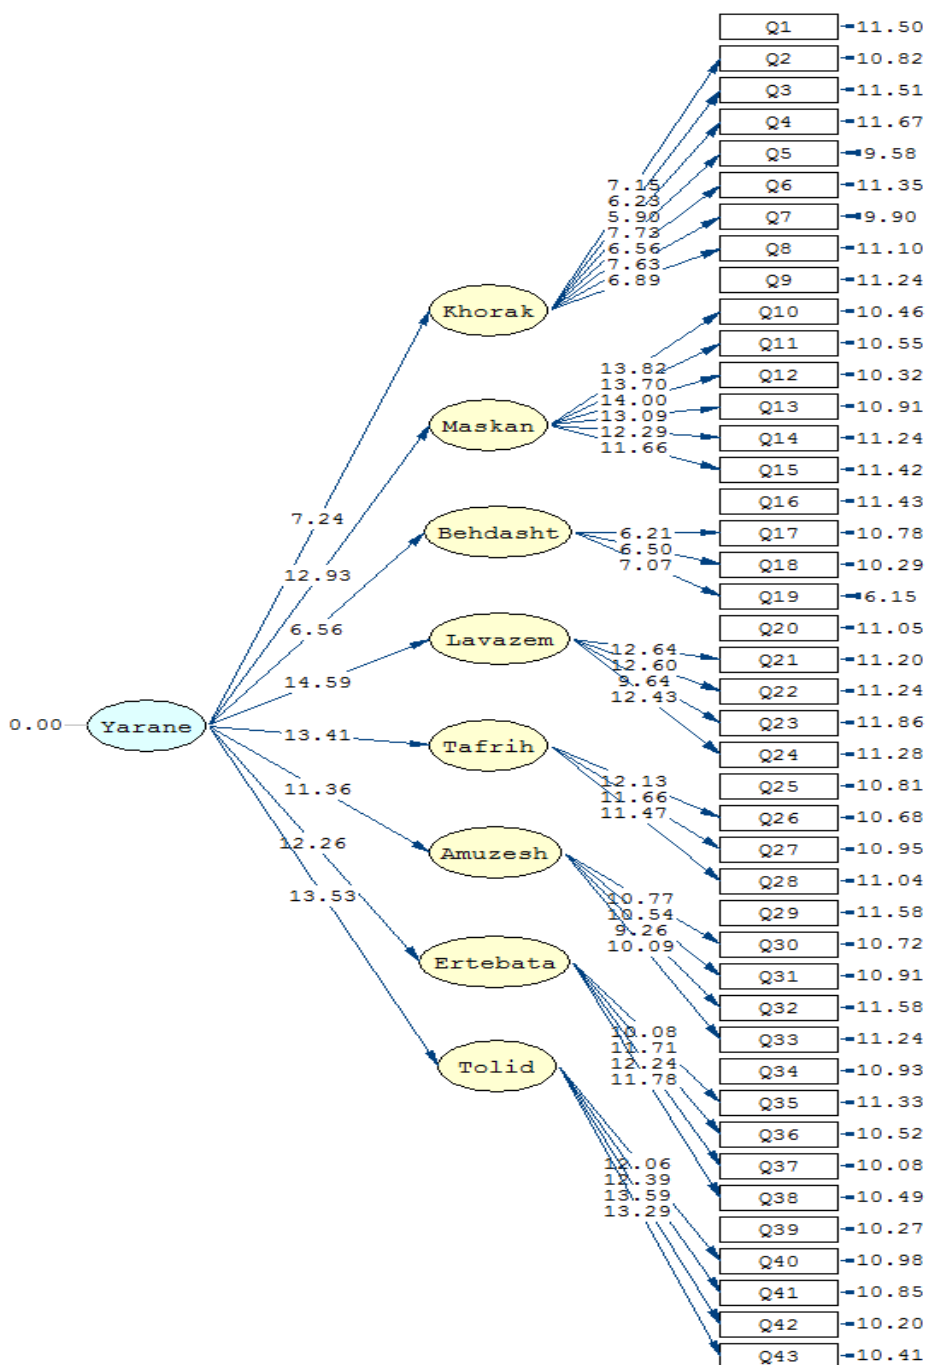 Q1 11.50
Q2 10.82
Q3 11.51
Q4 11.67
Q5 9.58
Q6 11.35
Q7 9.90
Q8 11.10
Q9 11.24
Q10 10.46
Q11 10.55
Q12 10.32
Q13 10.91
Q14 11.24
Q15 11.42
Q16 11.43
Q17 10.78
Q18 10.29
Q19 6.15
Q20 11.05
Q21 11.20
Q22 11.24
Q23 11.86
Q24 11.28
Q25 10.81
Q26 10.68
Q27 10.95
Q28 11.04
Q29 11.58
Q30 10.72
Q31 10.91
Q32 11.58
Q33 11.24
Q34 10.93
Q35 11.33
Q36 10.52
Q37 10.08
Q38 10.49
Q39 10.27
Q40 10.98
Q41 10.85
Q42 10.20
Q43 10.41
7.15
6.23
5.90
7.73
6.56
7.63
6.89
Khorak
13.82
13.70
14.00
13.09
12.29
11.66
Maskan
6.21
6.50
7.07
Behdasht
12.64
12.60
9.64
12.43
Lavazem
12.13
11.66
11.47
Tafrih
10.77
10.54
9.26
10.09
Amuzesh
10.08
11.71
12.24
11.78
Ertebata
12.06
12.39
13.59
13.29
Tolid
7.24
12.93
6.56
14.59
13.41
11.36
12.26
13.53
0.00 Yarane